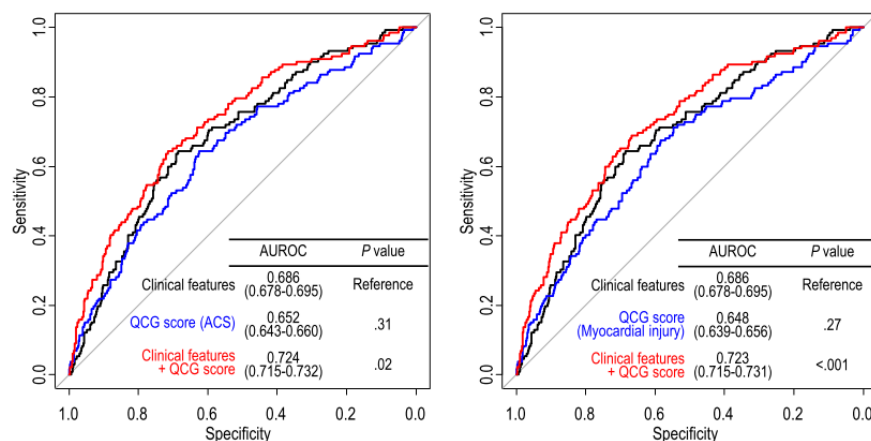 1.0
0.8
0.6
0.4
0.2
0.0
Sensitivity
AUROC P value
Clinical features 0.686 (0.678-0.695) Reference
QCG score (ACS) 0.652 (0.643-0.660) .31
Clinical features + QCG score 0.724 (0.715-0.732) .02
1.0 0.8 0.6 0.4 0.2 0.0
Specificity
1.0
0.8
0.6
0.4
0.2
0.0
Sensitivity
AUROC P value
Clinical features 0.686 (0.678-0.695) Reference
QCG score (Myocardial injury) 0.648 (0.639-0.656) .27
Clinical features + QCG score 0.723 (0.715-0.731) <.001
1.0 0.8 0.6 0.4 0.2 0.0
Specificity